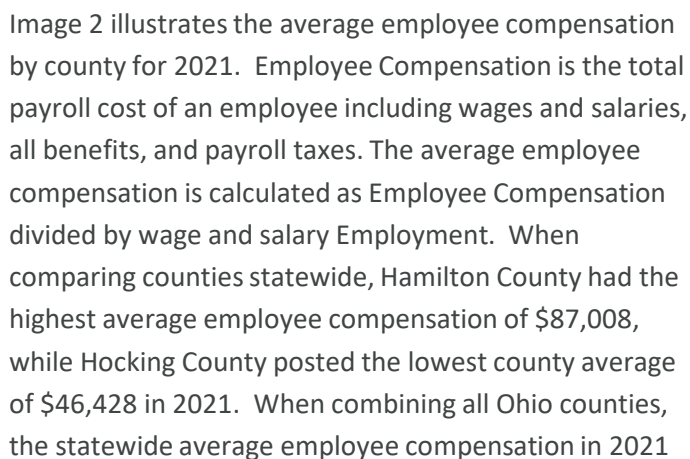 Image 2 illustrates the average employee compensation
by county for 2021.  Employee Compensation is the total
payroll cost of an employee including wages and salaries,
all benefits, and payroll taxes. The average employee
compensation is calculated as Employee Compensation
divided by wage and salary Employment.  When
comparing counties statewide, Hamilton County had the
highest average employee compensation of $87,008,
while Hocking County posted the lowest county average
of $46,428 in 2021.  When combining all Ohio counties,
the statewide average employee compensation in 2021